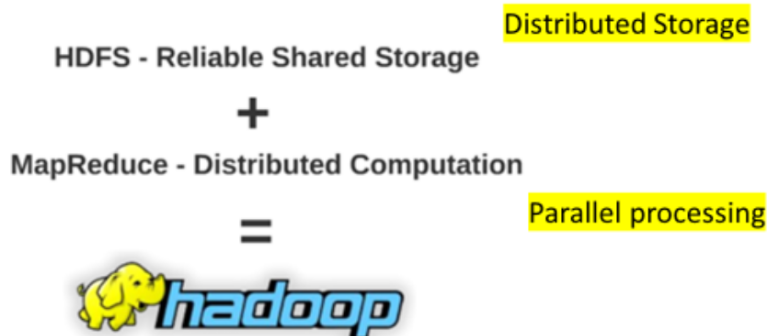 Distributed Storage
HDFS - Reliable Shared Storage
+
MapReduce - Distributed Computation
Parallel processing
=
hadoop